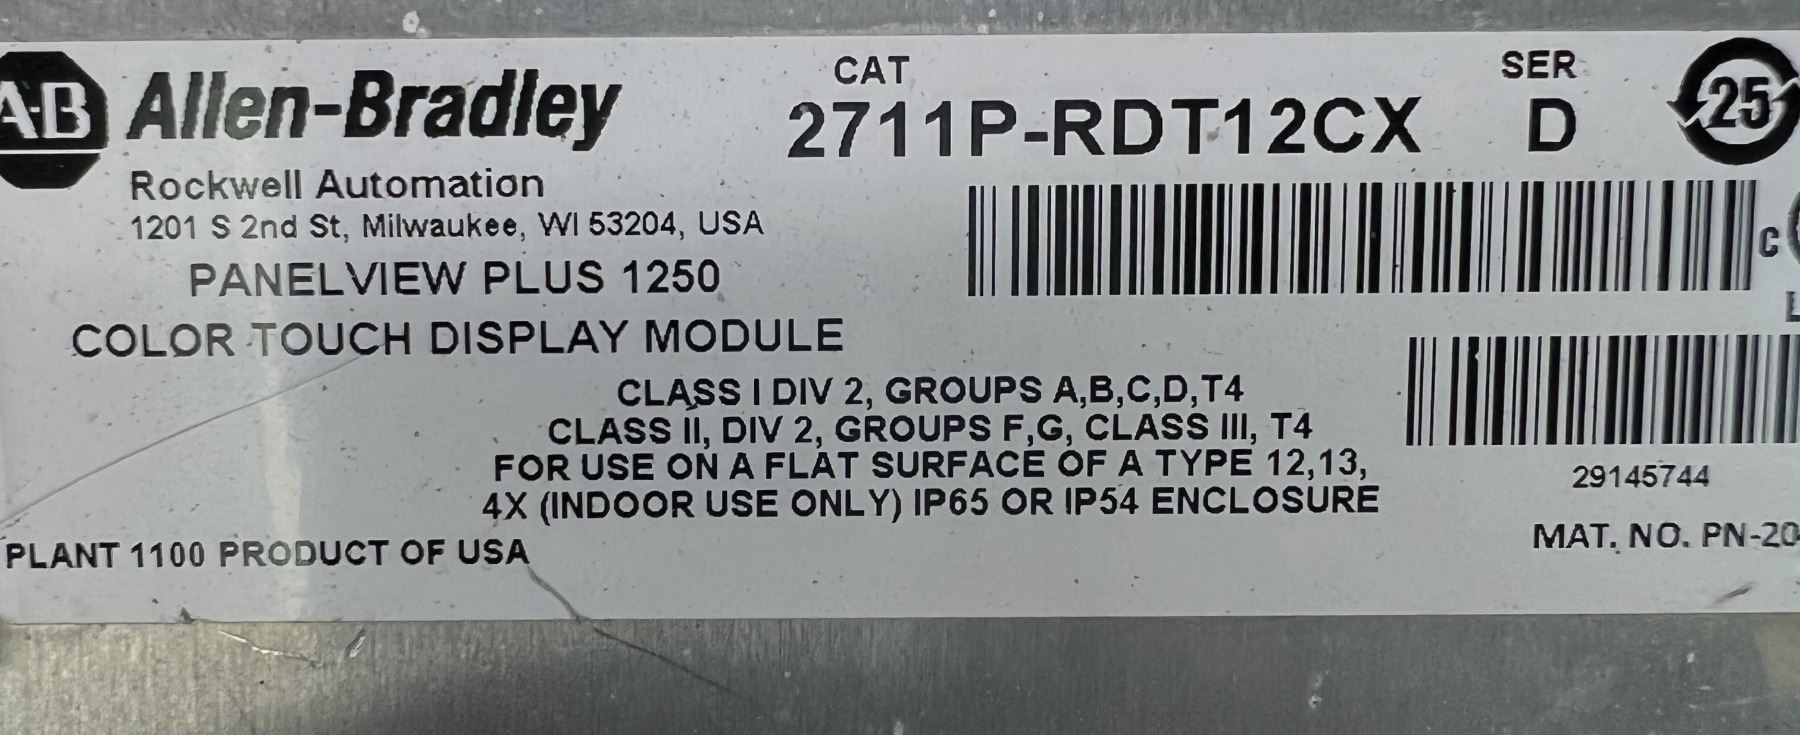 A-B Allen-Bradley
CAT
2711P-RDT12CX
SER
D
25
Rockwell Automation
1201 S 2nd St, Milwaukee, WI 53204, USA
PANELVIEW PLUS 1250
COLOR TOUCH DISPLAY MODULE
C
L
CLASS I DIV 2, GROUPS A,B,C,D,T4
CLASS II, DIV 2, GROUPS F,G, CLASS III, T4
FOR USE ON A FLAT SURFACE OF A TYPE 12,13,
4X (INDOOR USE ONLY) IP65 OR IP54 ENCLOSURE
29145744
MAT. NO. PN-20
PLANT 1100 PRODUCT OF USA